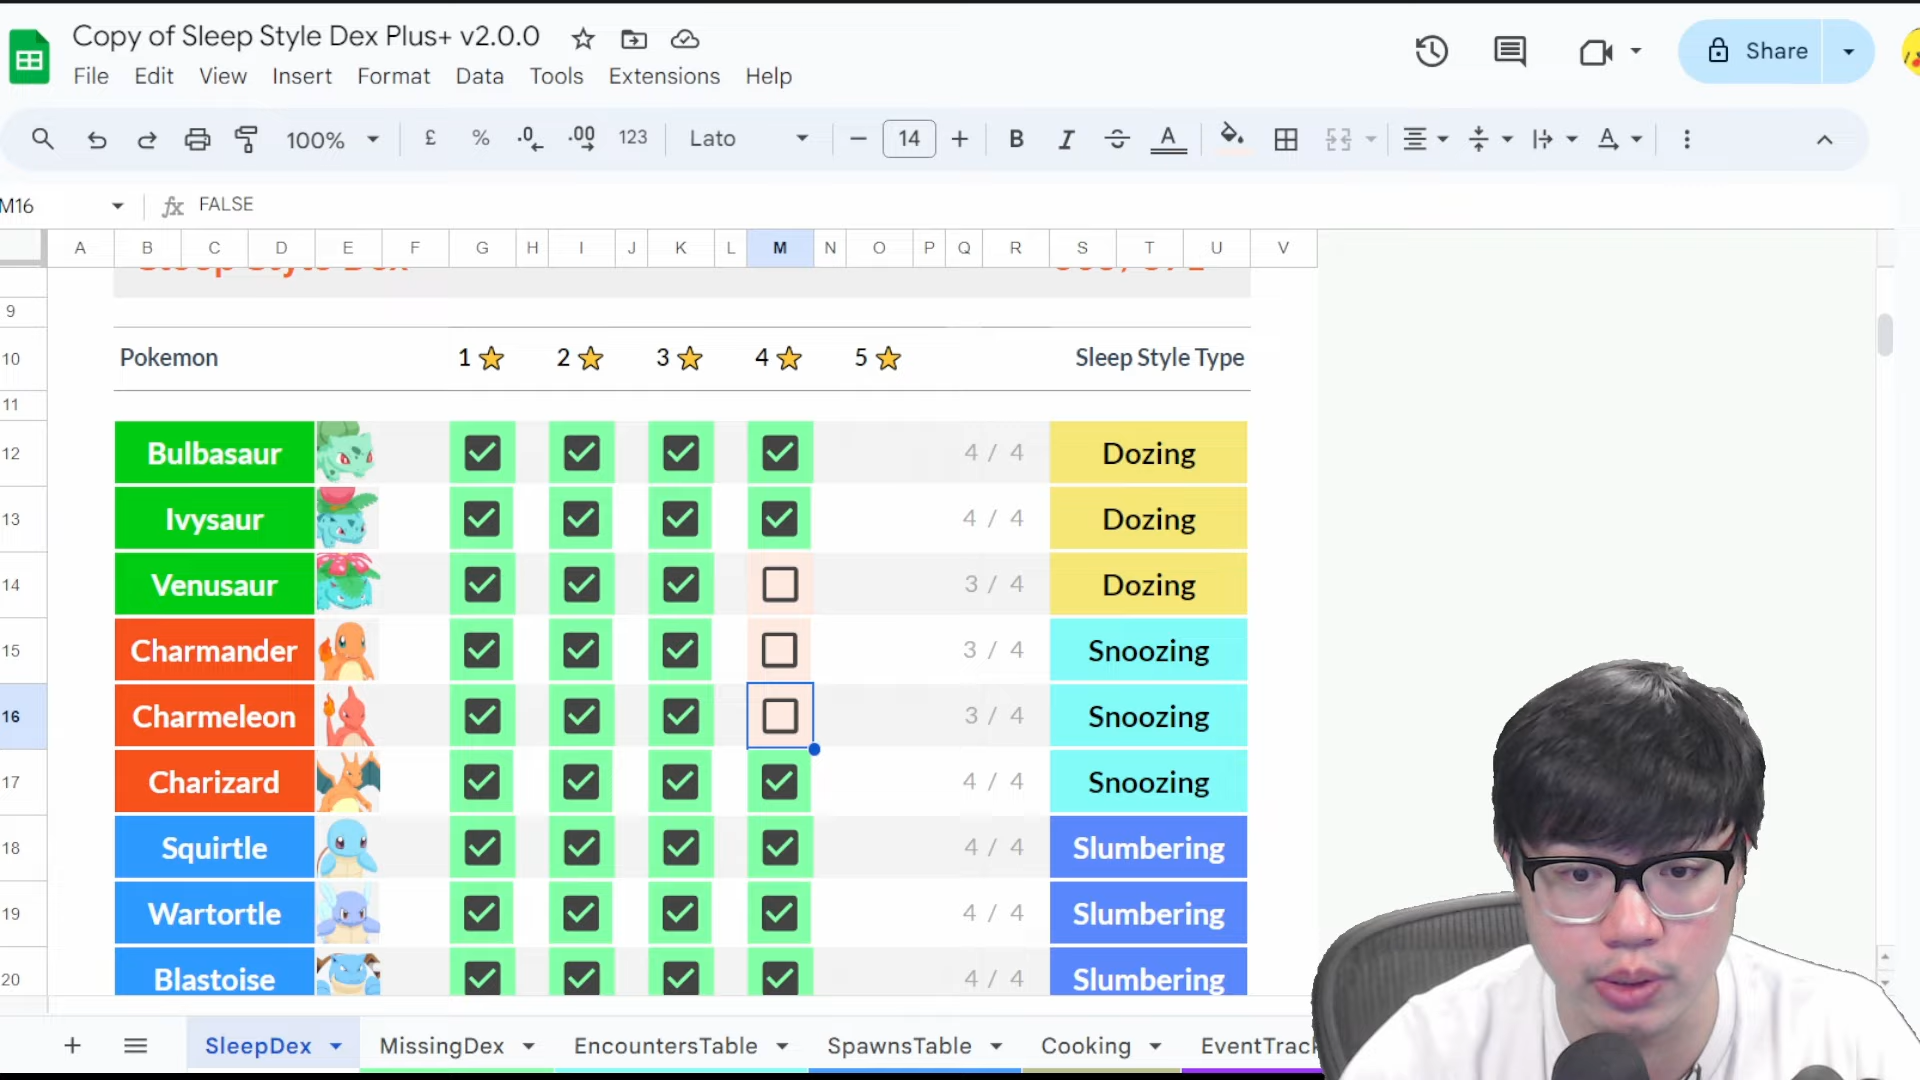 Copy of Sleep Style Dex Plus+ v2.0.0
Share
File Edit View Insert Format Data Tools Extensions Help
100% £ % .0 .00 123 Lato 14 B I A A
M16 fx FALSE
A B C D E F G H I J K L M N O P Q R S T U V
9
10 Pokemon 1 2 3 4 5 Sleep Style Type
11
12 Bulbasaur 4 / 4 Dozing
13 Ivysaur 4 / 4 Dozing
14 Venusaur 3 / 4 Dozing
15 Charmander 3 / 4 Snoozing
16 Charmeleon 3 / 4 Snoozing
17 Charizard 4 / 4 Snoozing
18 Squirtle 4 / 4 Slumbering
19 Wartortle 4 / 4 Slumbering
20 Blastoise 4 / 4 Slumbering
+ SleepDex MissingDex EncountersTable SpawnsTable Cooking EventTrack